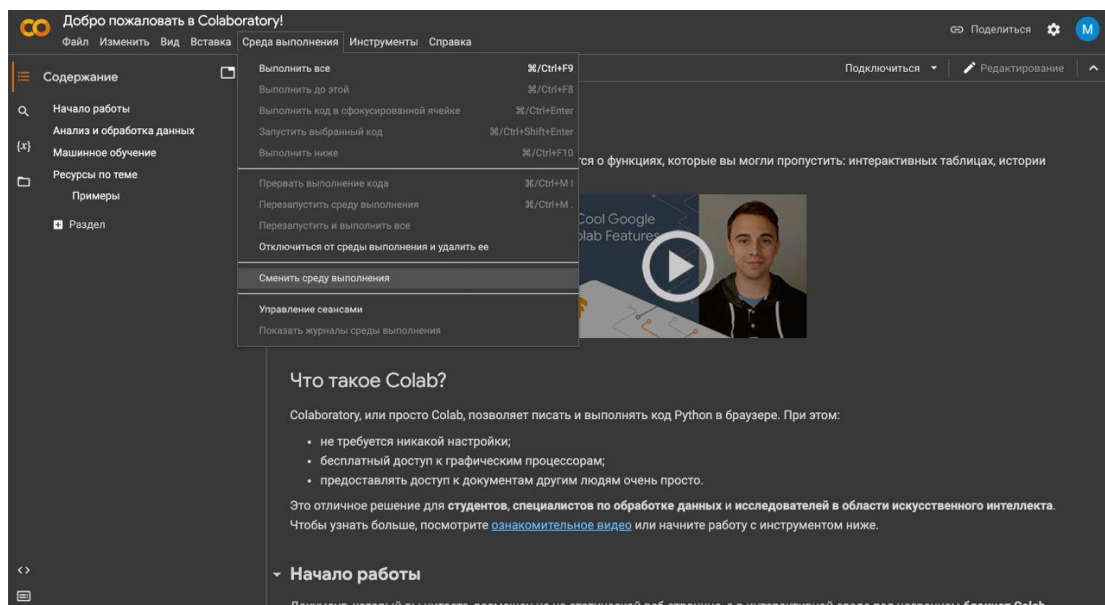 Добро пожаловать в Colaboratory!
Файл Изменить Вид Вставка Среда выполнения Инструменты Справка
Поделиться
M
Содержание
Начало работы
Анализ и обработка данных
Машинное обучение
Ресурсы по теме
Примеры
Раздел
{x}
Выполнить все ⌘/Ctrl+F9
Выполнить до этой ⌘/Ctrl+F8
Выполнить код в сфокусированной ячейке ⌘/Ctrl+Enter
Запустить выбранный код ⌘/Ctrl+Shift+Enter
Выполнить ниже ⌘/Ctrl+F10
Прервать выполнение кода ⌘/Ctrl+M I
Перезапустить среду выполнения ⌘/Ctrl+M .
Перезапустить и выполнить все
Отключиться от среды выполнения и удалить ее
Сменить среду выполнения
Управление сеансами
Показать журналы среды выполнения
Подключиться Редактирование
о функциях, которые вы могли пропустить: интерактивных таблицах, истории
Cool Google
Features
Что такое Colab?
Colaboratory, или просто Colab, позволяет писать и выполнять код Python в браузере. При этом:
• не требуется никакой настройки;
• бесплатный доступ к графическим процессорам;
• предоставлять доступ к документам другим людям очень просто.
Это отличное решение для студентов, специалистов по обработке данных и исследователей в области искусственного интеллекта.
Чтобы узнать больше, посмотрите ознакомительное видео или начните работу с инструментом ниже.
Начало работы